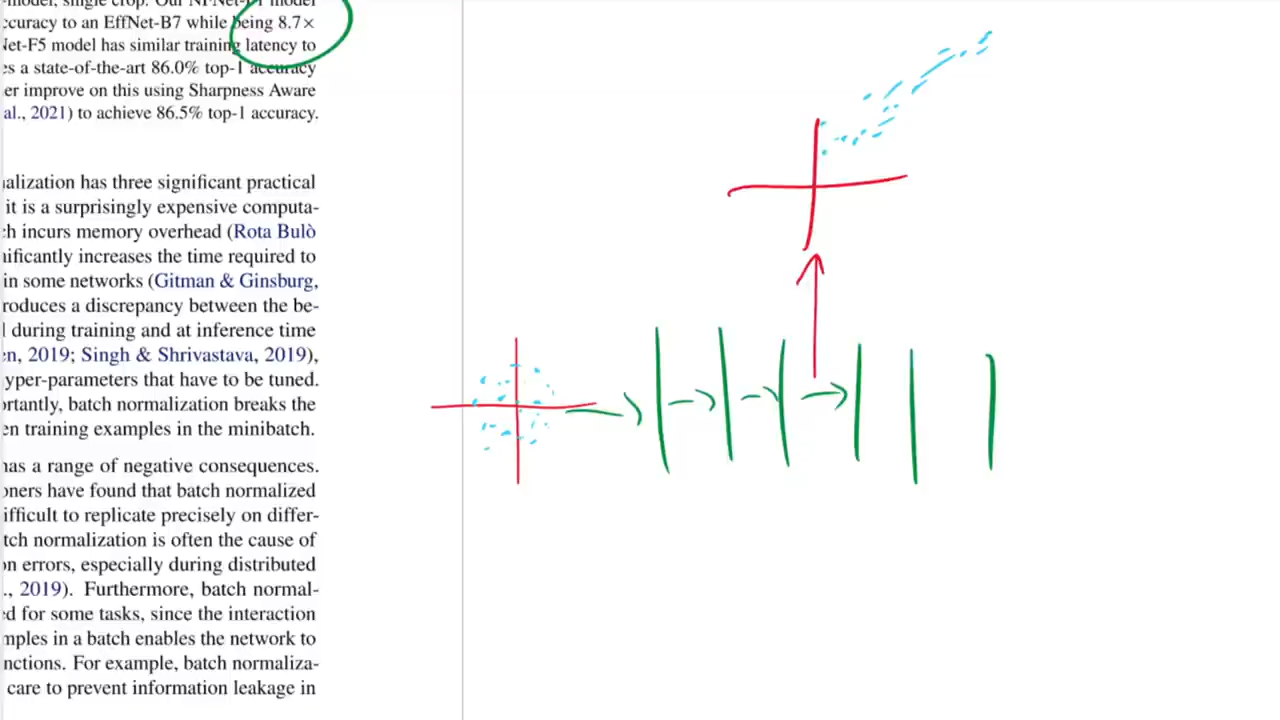 model, single crop. Our NFNet-F1 model
ccuracy to an EffNet-B7 while being 8.7×
Net-F5 model has similar training latency to
es a state-of-the-art 86.0% top-1 accuracy
er improve on this using Sharpness Aware
al., 2021) to achieve 86.5% top-1 accuracy.
alization has three significant practical
it is a surprisingly expensive computa-
ch incurs memory overhead (Rota Bulò
nificantly increases the time required to
in some networks (Gitman & Ginsburg,
roduces a discrepancy between the be-
l during training and at inference time
en, 2019; Singh & Shrivastava, 2019),
yper-parameters that have to be tuned.
ortantly, batch normalization breaks the
en training examples in the minibatch.
has a range of negative consequences.
oners have found that batch normalized
ifficult to replicate precisely on differ-
tch normalization is often the cause of
on errors, especially during distributed
., 2019). Furthermore, batch normal-
ed for some tasks, since the interaction
mples in a batch enables the network to
nctions. For example, batch normaliza-
care to prevent information leakage in